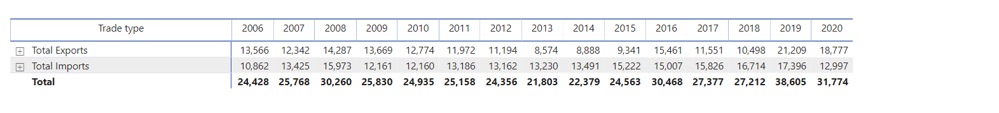 Trade type 2006 2007 2008 2009 2010 2011 2012 2013 2014 2015 2016 2017 2018 2019 2020
Total Exports 13,566 12,342 14,287 13,669 12,774 11,972 11,194 8,574 8,888 9,341 15,461 11,551 10,498 21,209 18,777
Total Imports 10,862 13,425 15,973 12,161 12,160 13,186 13,162 13,230 13,491 15,222 15,007 15,826 16,714 17,396 12,997
Total 24,428 25,768 30,260 25,830 24,935 25,158 24,356 21,803 22,379 24,563 30,468 27,377 27,212 38,605 31,774